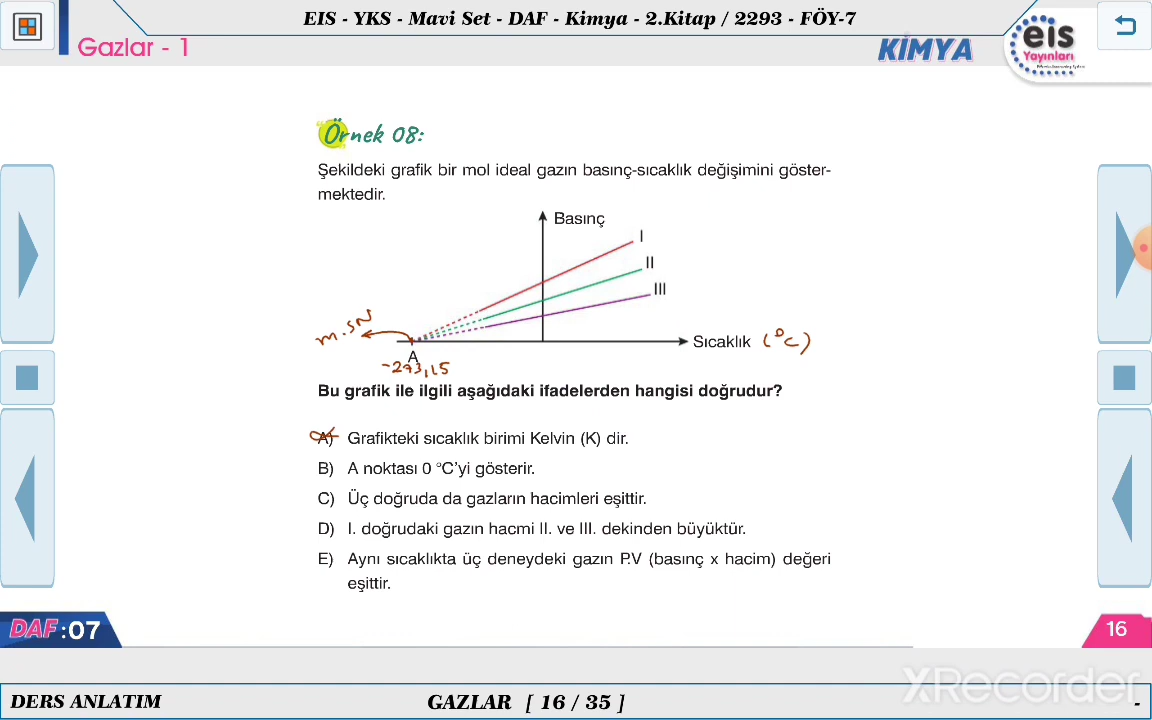 EIS - YKS - Mavi Set - DAF - Kimya - 2.Kitap / 2293 - FÖY-7
Gazlar - 1
KİMYA
eis
Yayınları
Örnek 08:
Şekildeki grafik bir mol ideal gazın basınç-sıcaklık değişimini göster-
mektedir.
Basınç
I
II
III
m.SN
Sıcaklık (°C)
A
-273,15
Bu grafik ile ilgili aşağıdaki ifadelerden hangisi doğrudur?
A) Grafikteki sıcaklık birimi Kelvin (K) dir.
B) A noktası 0 °C'yi gösterir.
C) Üç doğruda da gazların hacimleri eşittir.
D) I. doğrudaki gazın hacmi II. ve III. dekinden büyüktür.
E) Aynı sıcaklıkta üç deneydeki gazın P.V (basınç x hacim) değeri
eşittir.
DAF:07
16
XRecorder
DERS ANLATIM
GAZLAR [ 16 / 35 ]
-